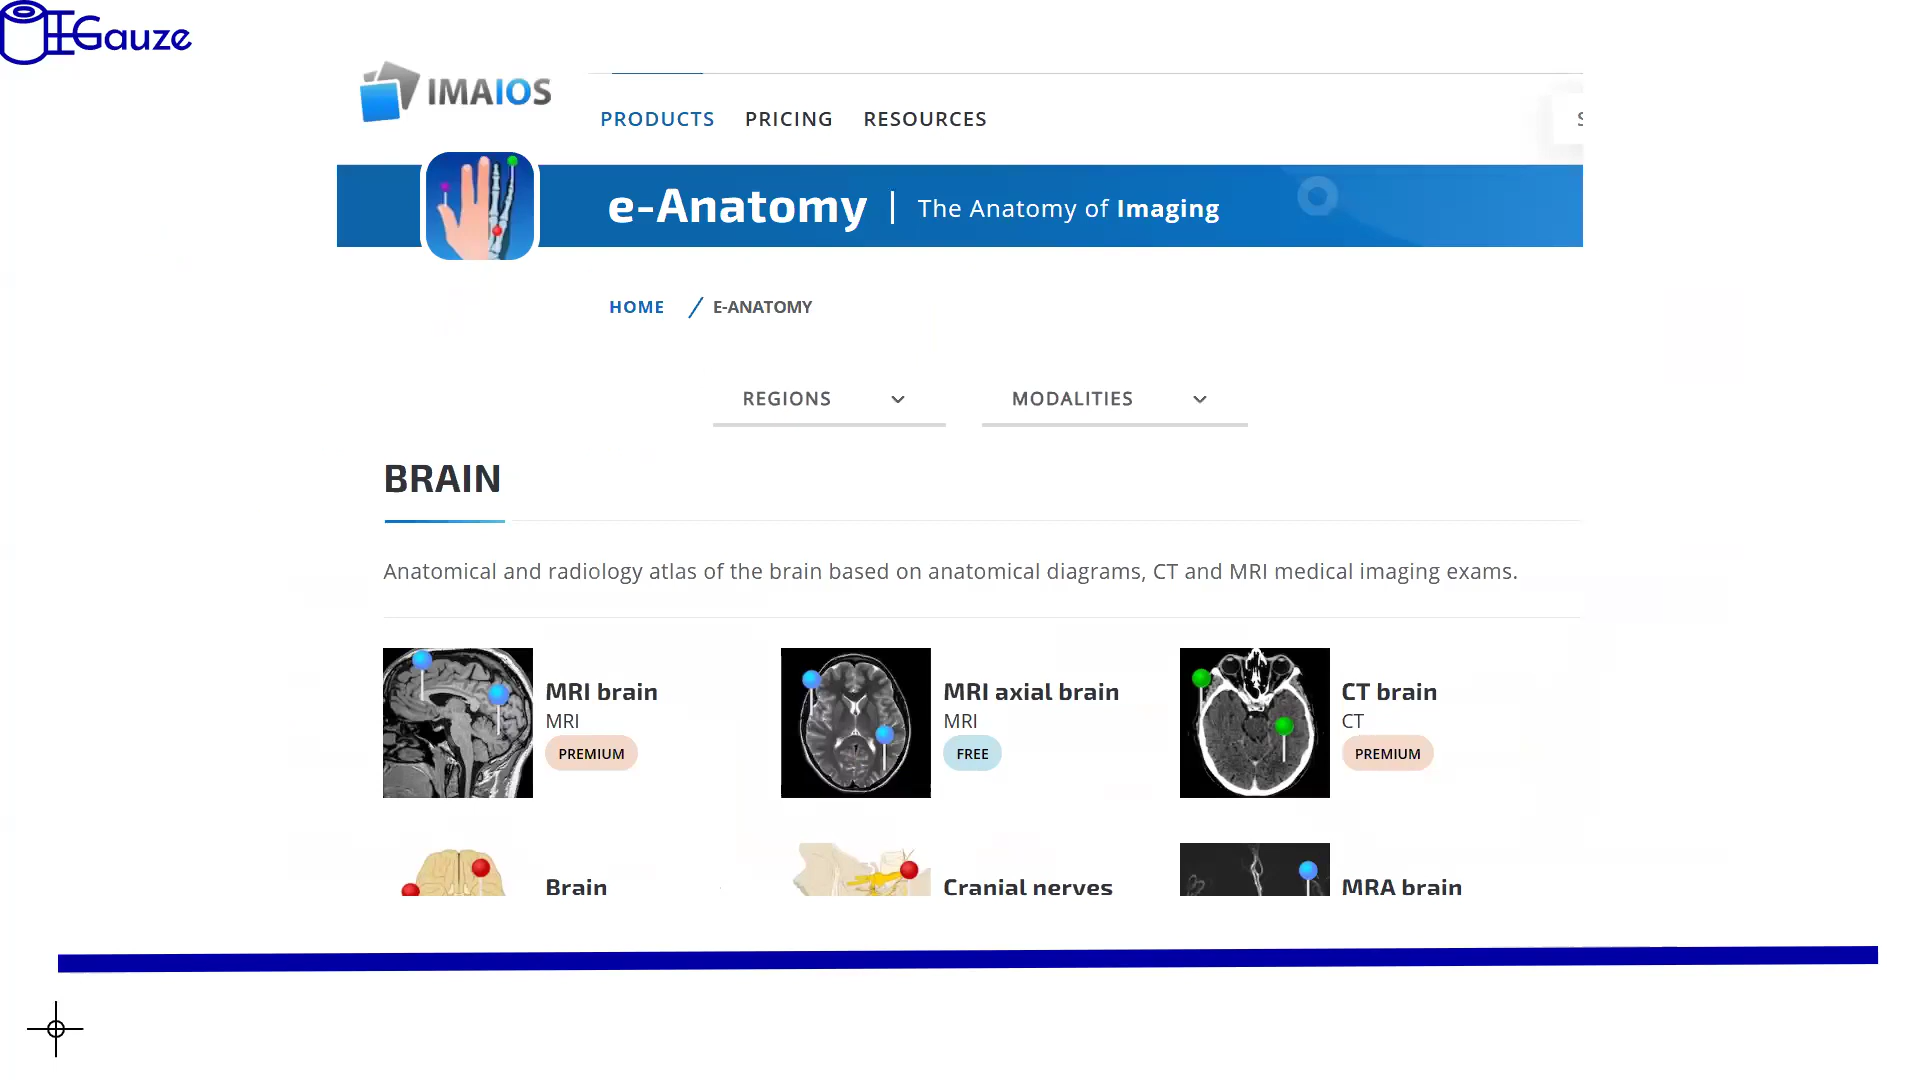 Gauze
IMAIOS
PRODUCTS PRICING RESOURCES
e-Anatomy | The Anatomy of Imaging
HOME / E-ANATOMY
REGIONS MODALITIES
BRAIN
Anatomical and radiology atlas of the brain based on anatomical diagrams, CT and MRI medical imaging exams.
MRI brain
MRI
PREMIUM
MRI axial brain
MRI
FREE
CT brain
CT
PREMIUM
Brain
Cranial nerves
MRA brain